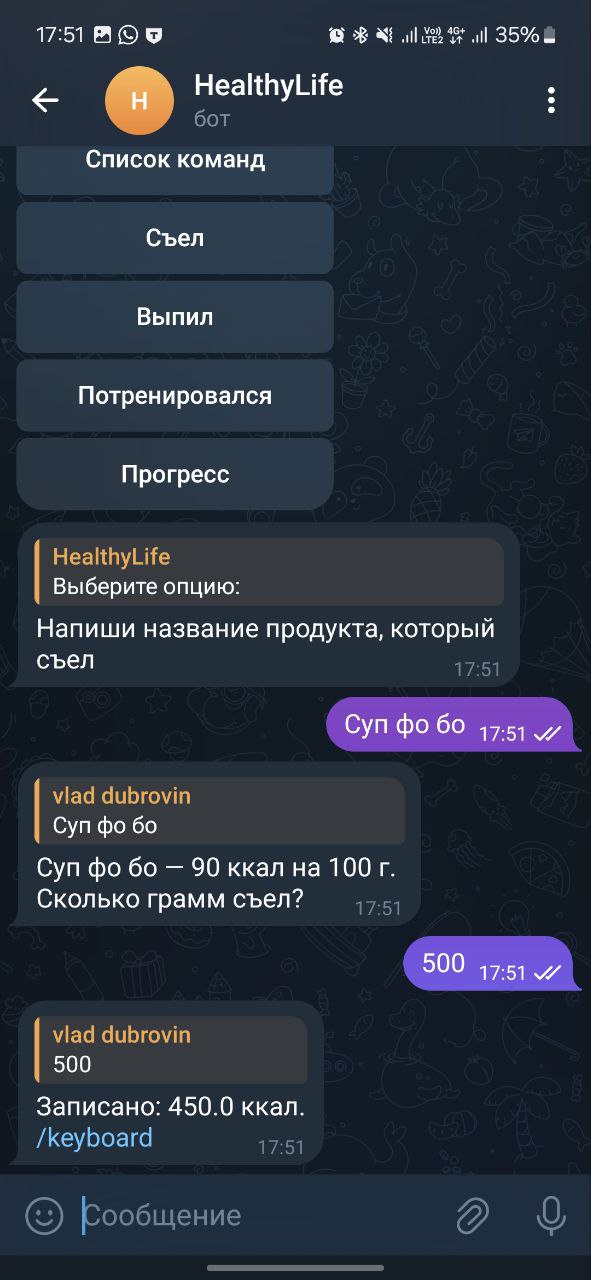 17:51
Vo)) 4G+
LTE2
35%
H
HealthyLife
бот
Список команд
Съел
Выпил
Потренировался
Прогресс
HealthyLife
Выберите опцию:
Напиши название продукта, который
съел
17:51
Суп фо бо
17:51
vlad dubrovin
Суп фо бо
Суп фо бо — 90 ккал на 100 г.
Сколько грамм съел?
17:51
500
17:51
vlad dubrovin
500
Записано: 450.0 ккал.
/keyboard
17:51
Сообщение